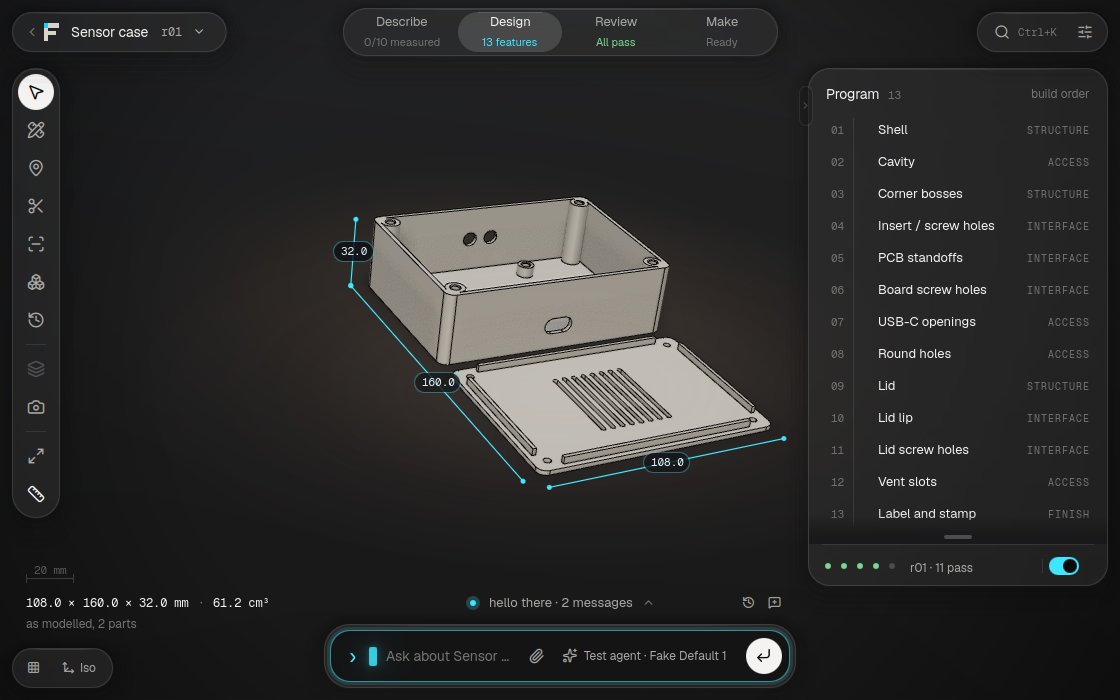 Sensor case r01
Describe
0/10 measured
Design
13 features
Review
All pass
Make
Ready
Ctrl+K
Program 13 build order
01 Shell STRUCTURE
02 Cavity ACCESS
03 Corner bosses STRUCTURE
04 Insert / screw holes INTERFACE
05 PCB standoffs INTERFACE
06 Board screw holes INTERFACE
07 USB-C openings ACCESS
08 Round holes ACCESS
09 Lid STRUCTURE
10 Lid lip INTERFACE
11 Lid screw holes INTERFACE
12 Vent slots ACCESS
13 Label and stamp FINISH
r01 · 11 pass
32.0
160.0
108.0
20 mm
108.0 × 160.0 × 32.0 mm · 61.2 cm³
as modelled, 2 parts
Iso
hello there · 2 messages
Ask about Sensor ...
Test agent · Fake Default 1